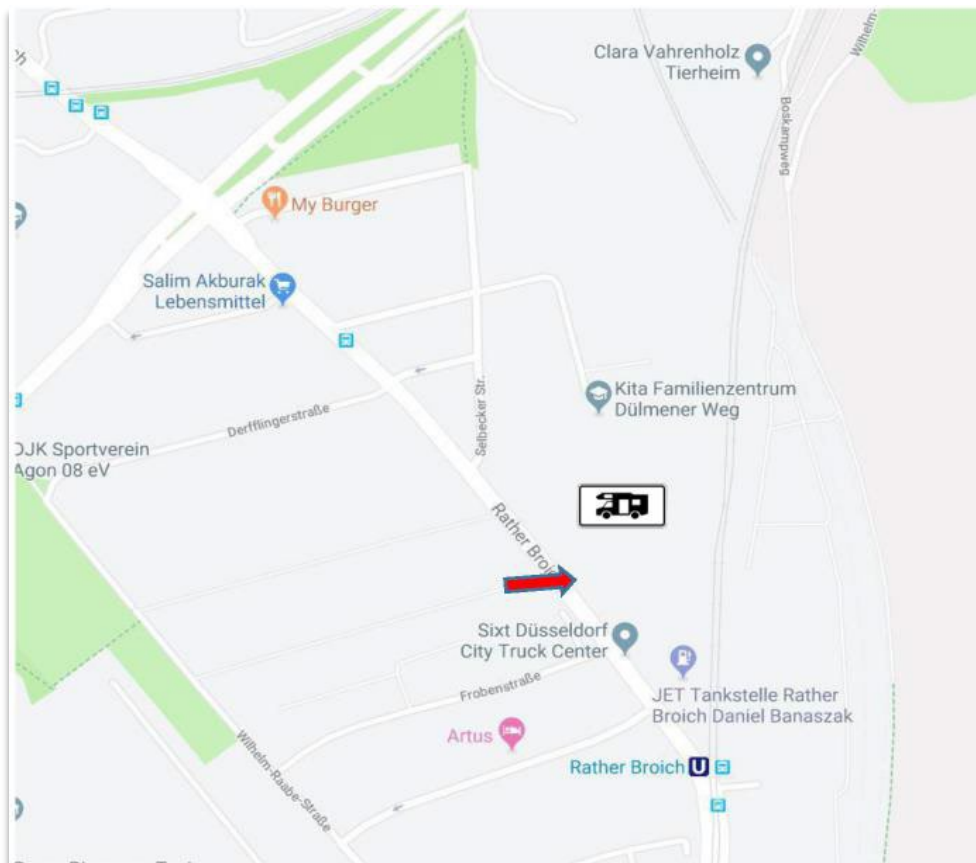 Clara Vahrenholz
Tierheim
Wilhelm-
Boskampweg
My Burger
Salim Akburak
Lebensmittel
Kita Familienzentrum
Dülmener Weg
Selbecker Str.
Derfflingerstraße
DJK Sportverein
Agon 08 eV
Rather Broich
Sixt Düsseldorf
City Truck Center
JET Tankstelle Rather
Broich Daniel Banaszak
Frobenstraße
Artus
Wilhelm-Raabe-Straße
Rather Broich U